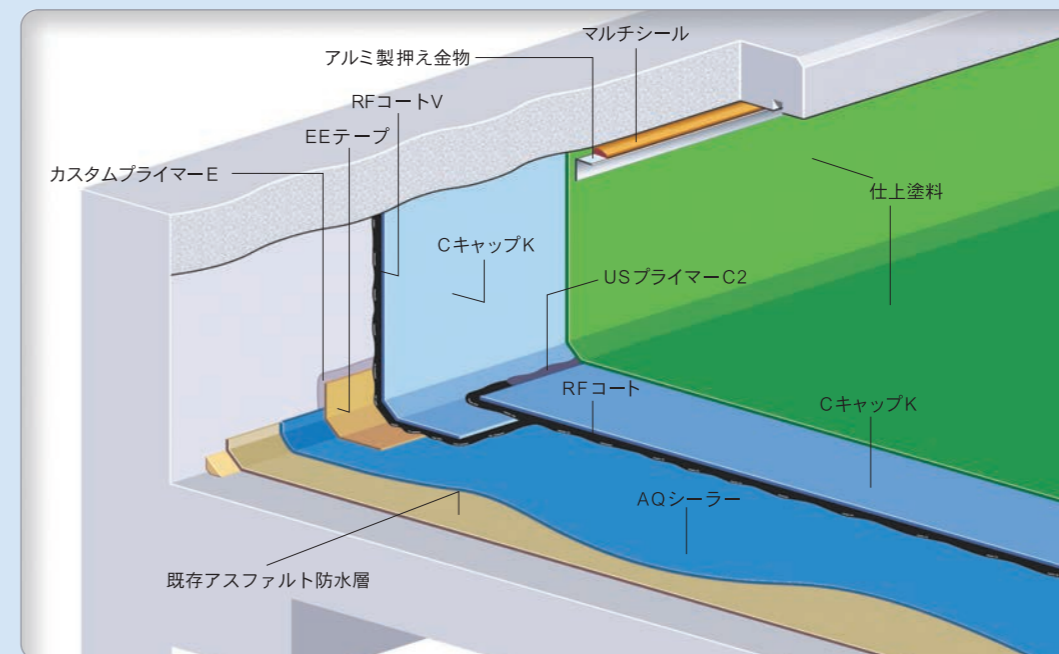 マルチシール
アルミ製押え金物
RFコートV
EEテープ
カスタムプライマーE
仕上塗料
CキャップK
USプライマーC2
RFコート
CキャップK
AQシーラー
既存アスファルト防水層